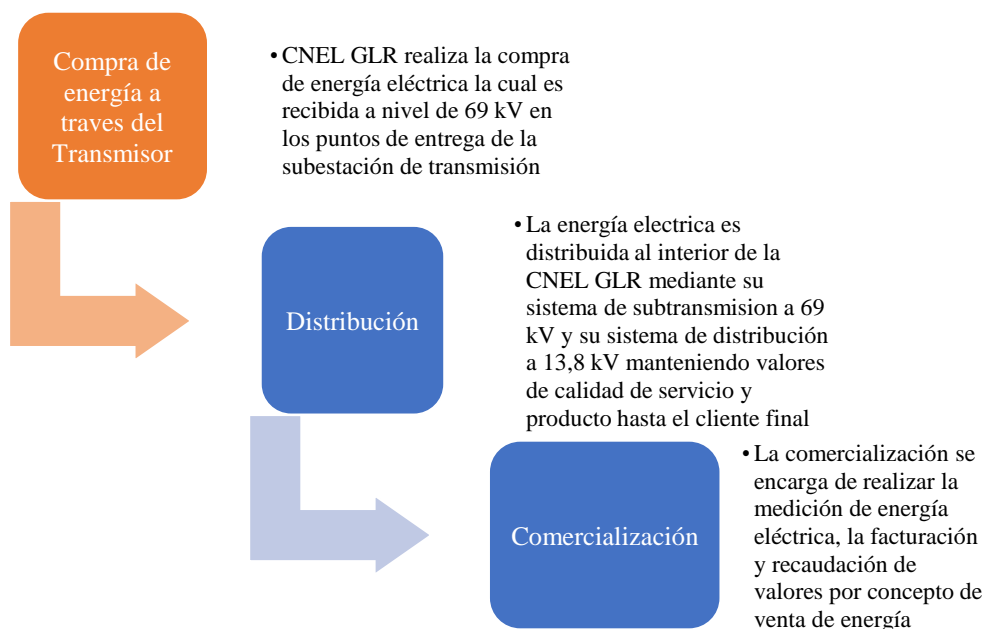 Compra de
energía a
traves del
Transmisor
• CNEL GLR realiza la compra
de energía eléctrica la cual es
recibida a nivel de 69 kV en
los puntos de entrega de la
subestación de transmisión
Distribución
• La energía electrica es
distribuida al interior de la
CNEL GLR mediante su
sistema de subtransmision a 69
kV y su sistema de distribución
a 13,8 kV manteniendo valores
de calidad de servicio y
producto hasta el cliente final
Comercialización
• La comercialización se
encarga de realizar la
medición de energía
eléctrica, la facturación
y recaudación de
valores por concepto de
venta de energía